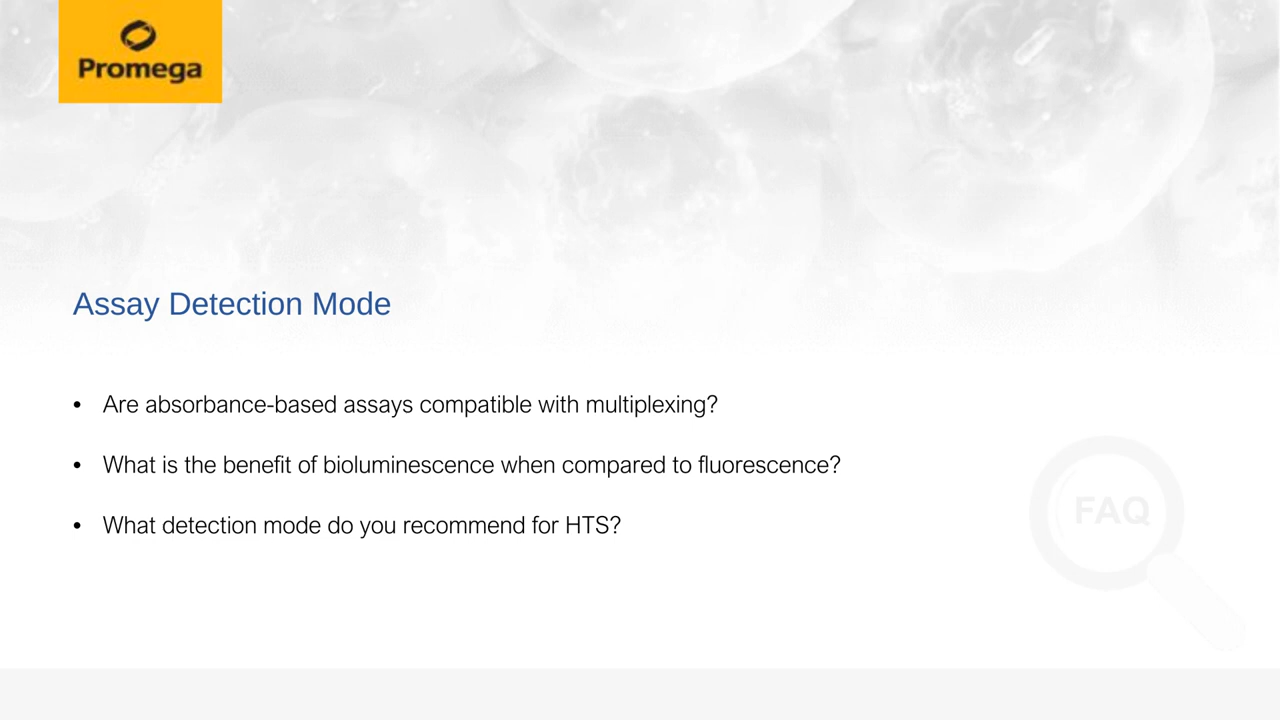 Promega
Assay Detection Mode
• Are absorbance-based assays compatible with multiplexing?
• What is the benefit of bioluminescence when compared to fluorescence?
• What detection mode do you recommend for HTS?
FAQ